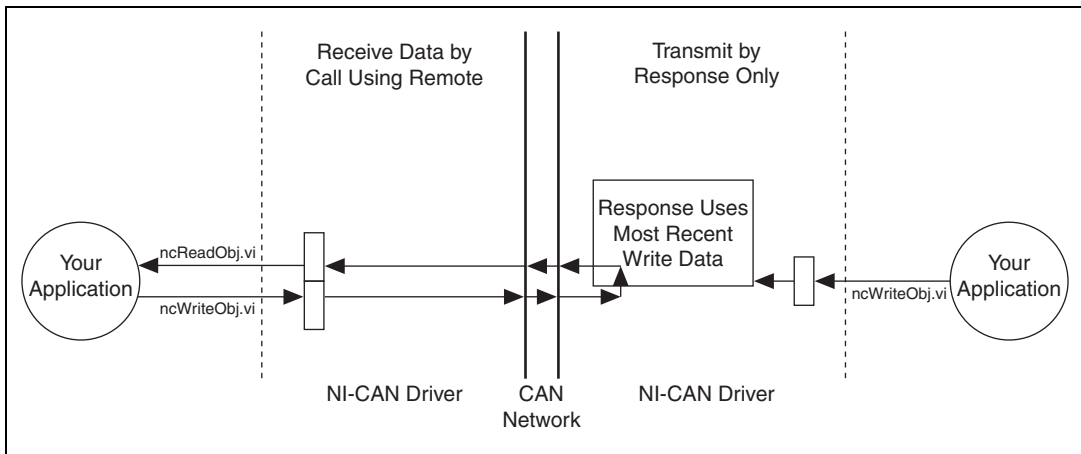 Receive Data by
Call Using Remote
Transmit by
Response Only
Your
Application
ncReadObj.vi
ncWriteObj.vi
Response Uses
Most Recent
Write Data
ncWriteObj.vi
Your
Application
NI-CAN Driver
CAN
Network
NI-CAN Driver